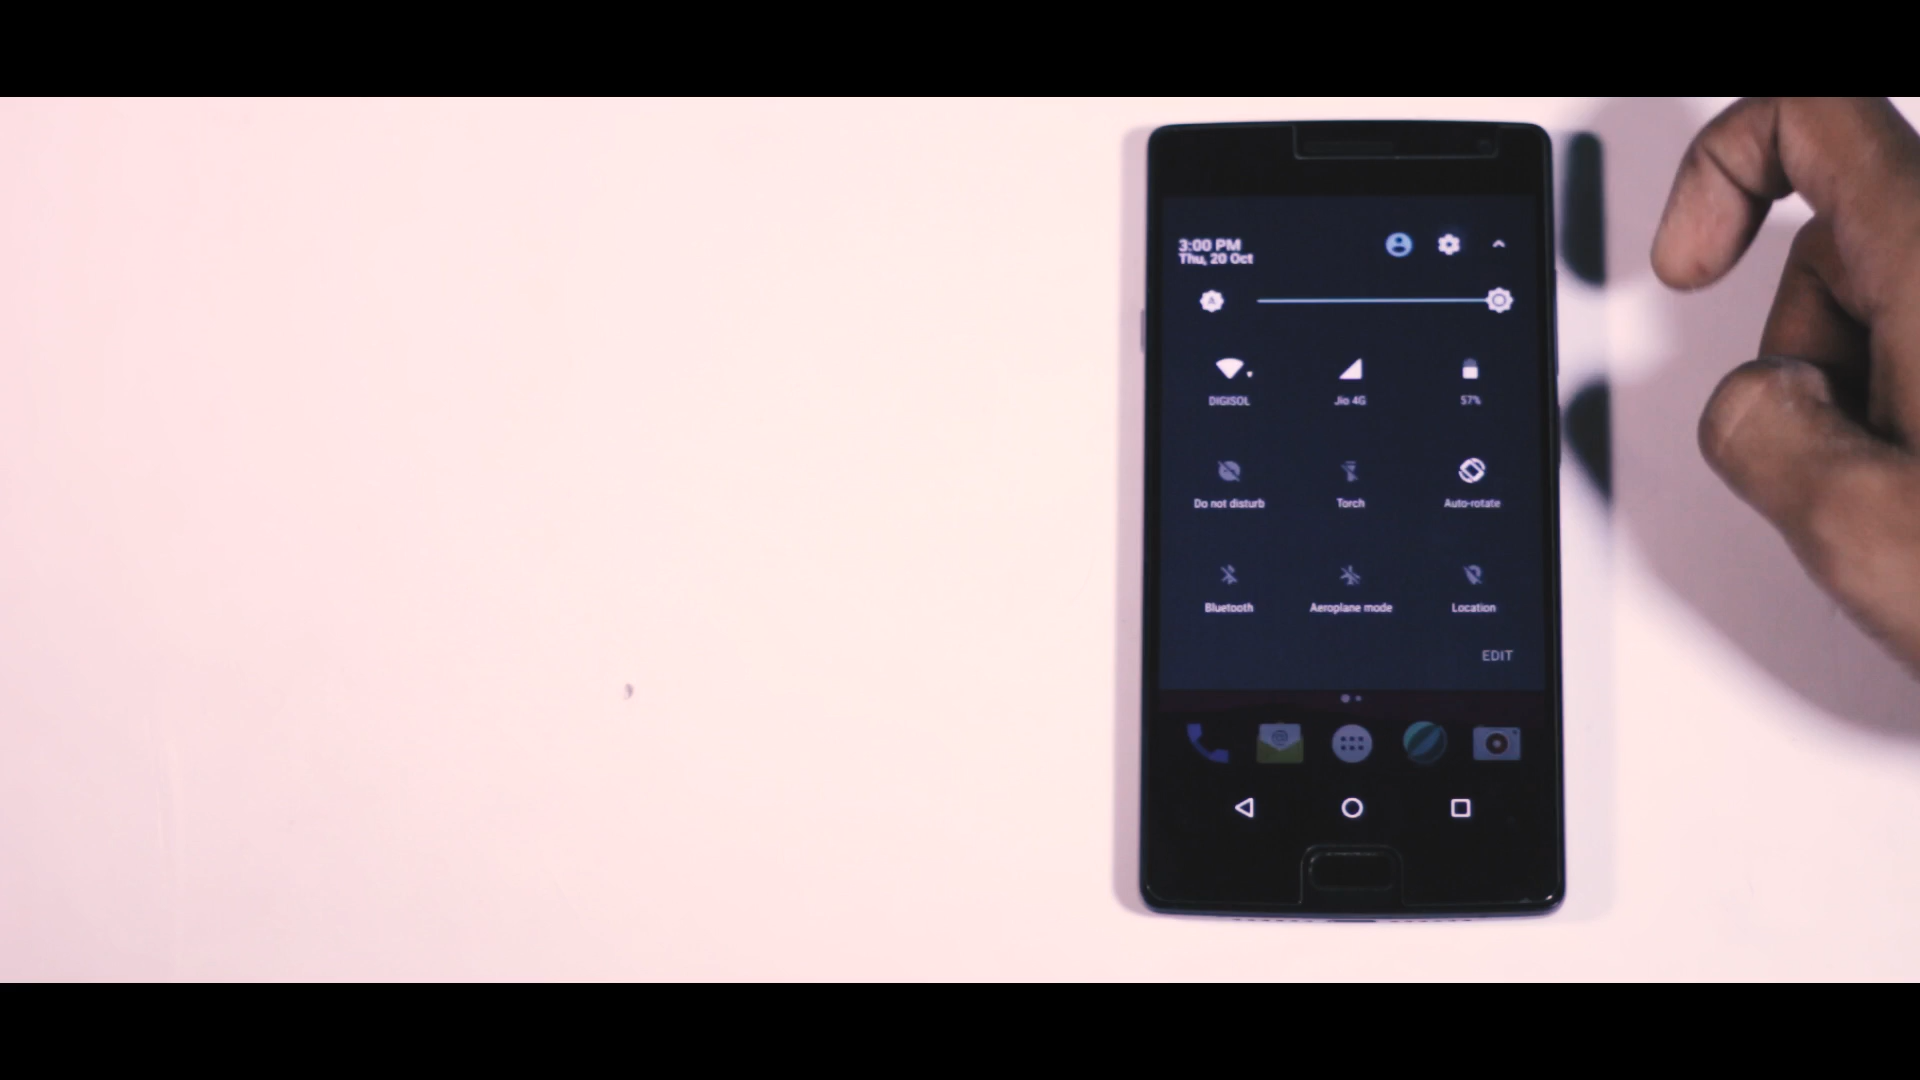 3:00 PM
Thu, 20 Oct
A
DIGISOL
Jio 4G
57%
Do not disturb
Torch
Auto-rotate
Bluetooth
Aeroplane mode
Location
EDIT